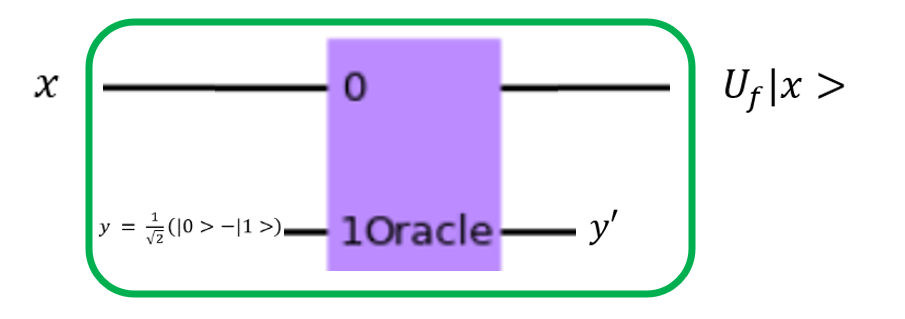 x
0
U_f|x >
y = 1/√2 (|0 > −|1 >)
1Oracle
y′